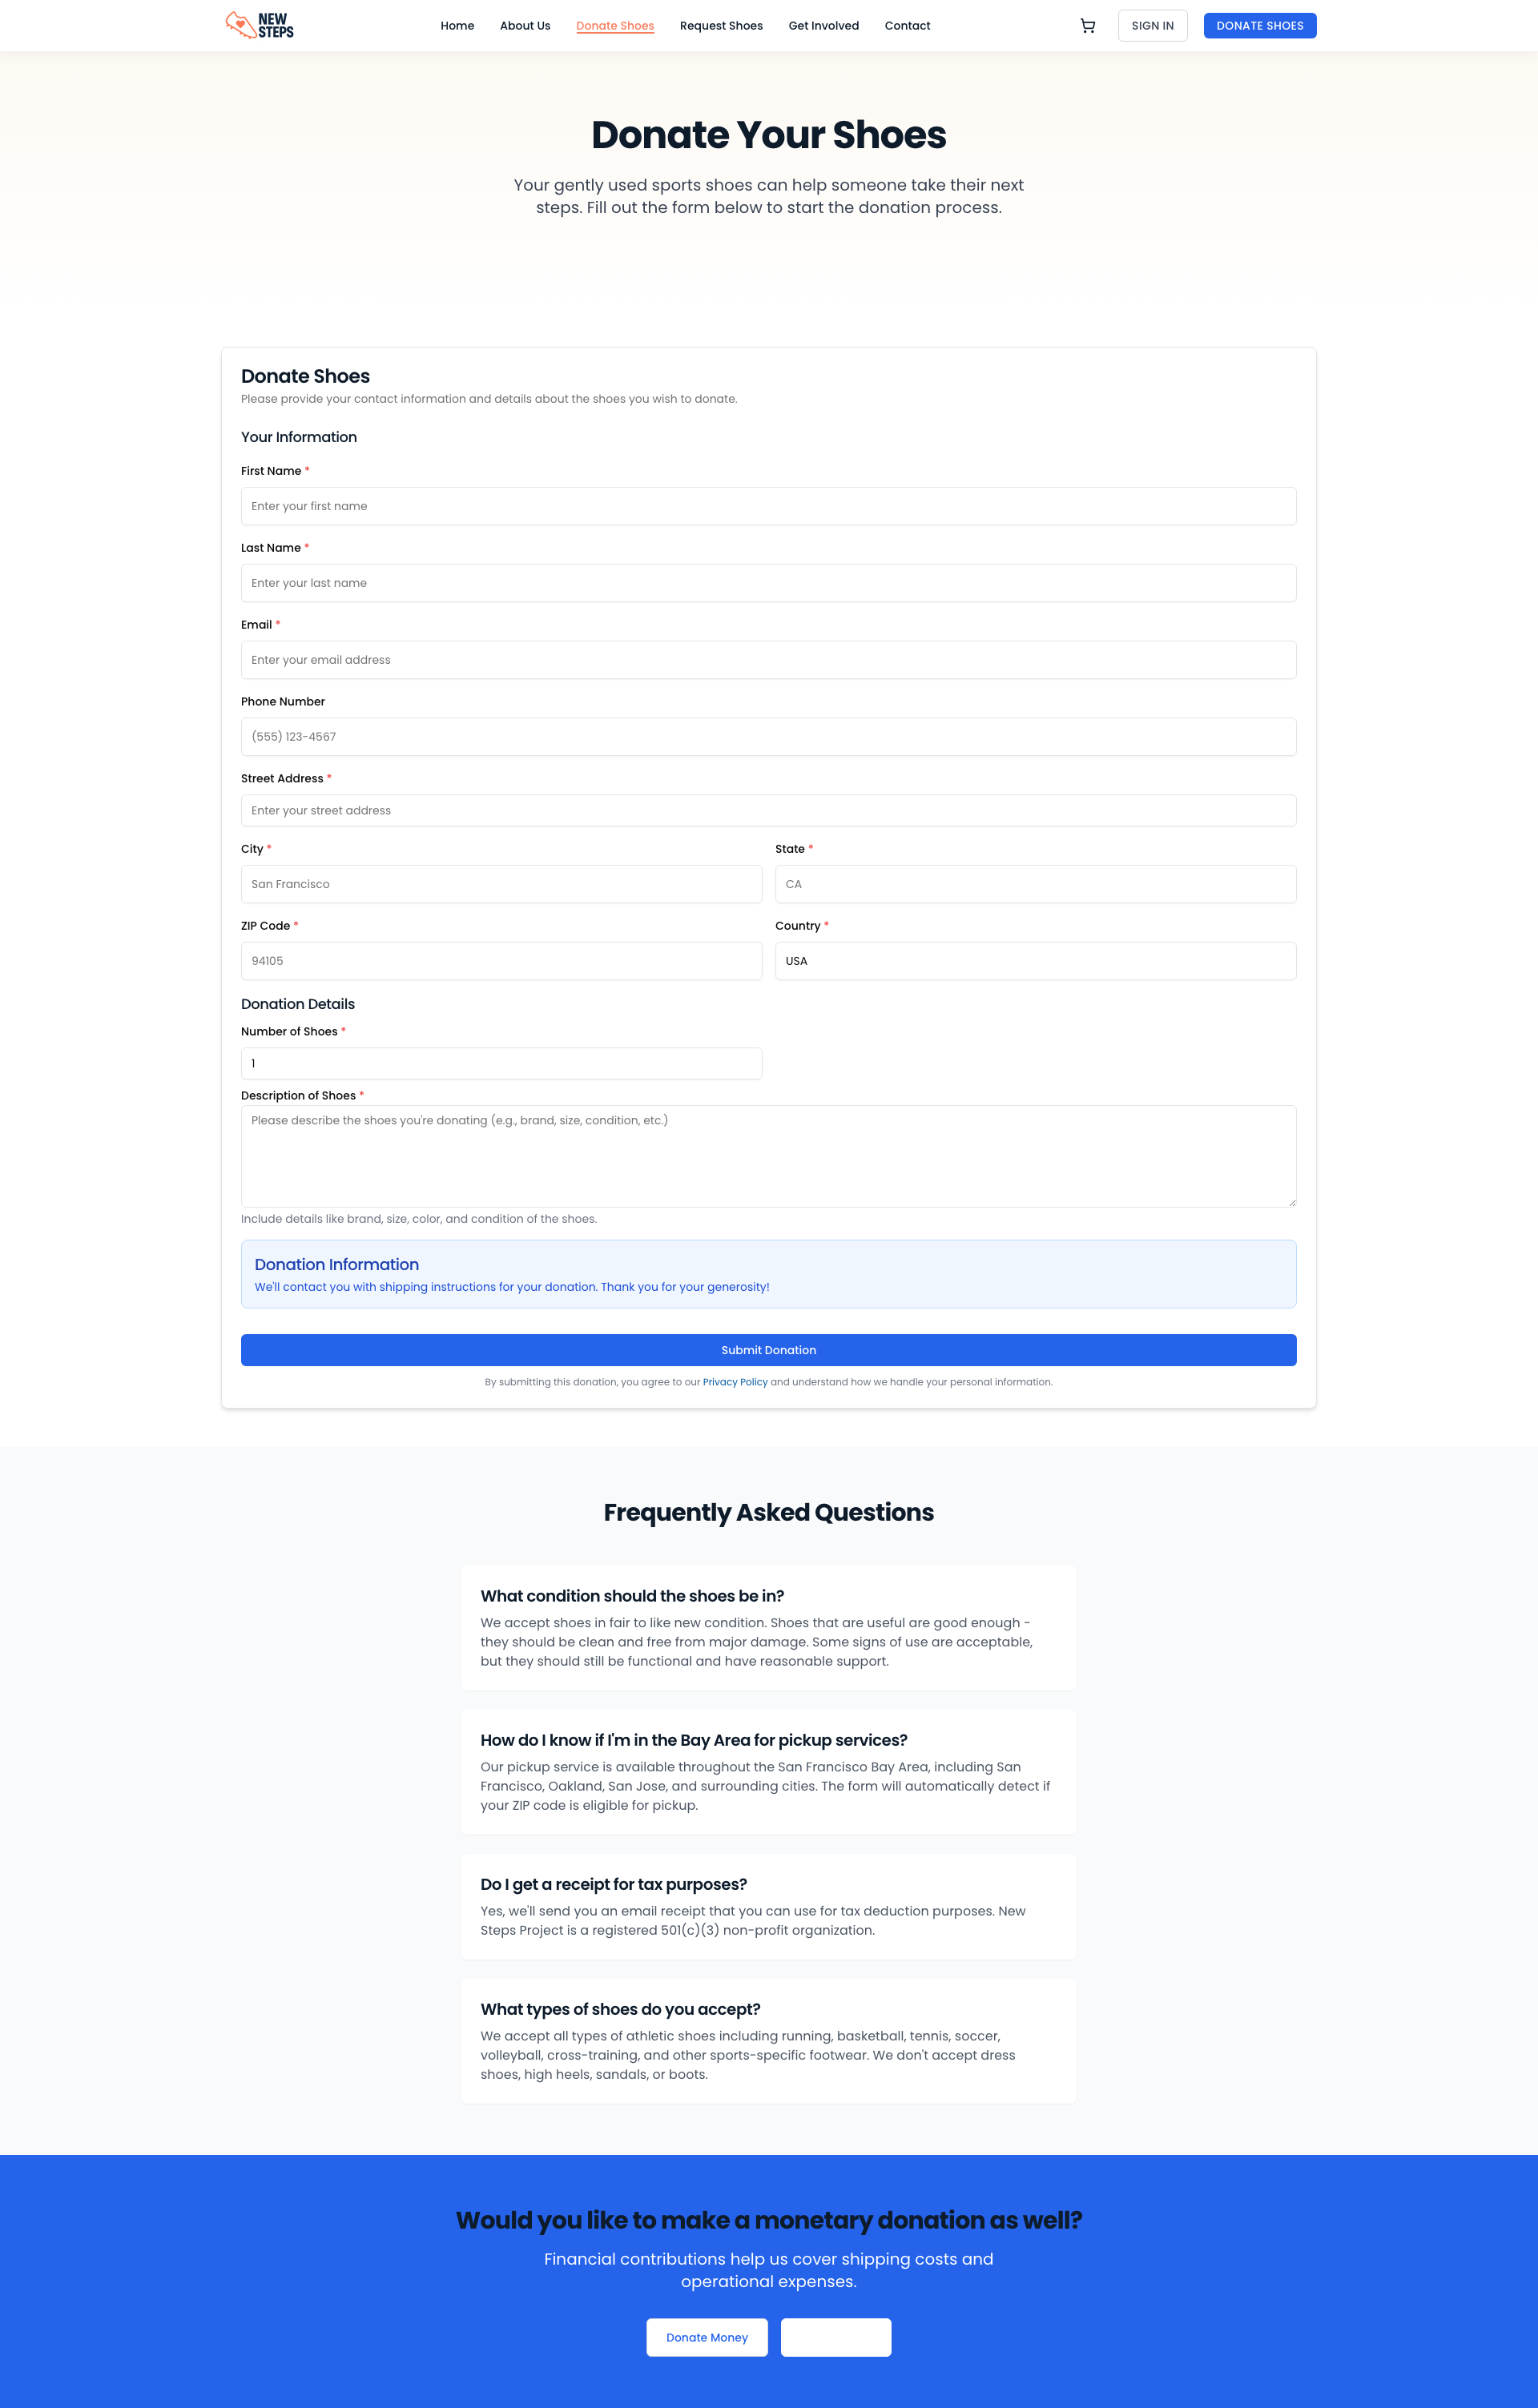 NEW
STEPS
Home
About Us
Donate Shoes
Request Shoes
Get Involved
Contact
SIGN IN
DONATE SHOES
Donate Your Shoes
Your gently used sports shoes can help someone take their next
steps. Fill out the form below to start the donation process.
Donate Shoes
Please provide your contact information and details about the shoes you wish to donate.
Your Information
First Name *
Enter your first name
Last Name *
Enter your last name
Email *
Enter your email address
Phone Number
(555) 123-4567
Street Address *
Enter your street address
City *
State *
San Francisco
CA
ZIP Code *
Country *
94105
USA
Donation Details
Number of Shoes *
1
Description of Shoes *
Please describe the shoes you're donating (e.g., brand, size, condition, etc.)
Include details like brand, size, color, and condition of the shoes.
Donation Information
We'll contact you with shipping instructions for your donation. Thank you for your generosity!
Submit Donation
By submitting this donation, you agree to our Privacy Policy and understand how we handle your personal information.
Frequently Asked Questions
What condition should the shoes be in?
We accept shoes in fair to like new condition. Shoes that are useful are good enough -
they should be clean and free from major damage. Some signs of use are acceptable,
but they should still be functional and have reasonable support.
How do I know if I'm in the Bay Area for pickup services?
Our pickup service is available throughout the San Francisco Bay Area, including San
Francisco, Oakland, San Jose, and surrounding cities. The form will automatically detect if
your ZIP code is eligible for pickup.
Do I get a receipt for tax purposes?
Yes, we'll send you an email receipt that you can use for tax deduction purposes. New
Steps Project is a registered 501(c)(3) non-profit organization.
What types of shoes do you accept?
We accept all types of athletic shoes including running, basketball, tennis, soccer,
volleyball, cross-training, and other sports-specific footwear. We don't accept dress
shoes, high heels, sandals, or boots.
Would you like to make a monetary donation as well?
Financial contributions help us cover shipping costs and
operational expenses.
Donate Money